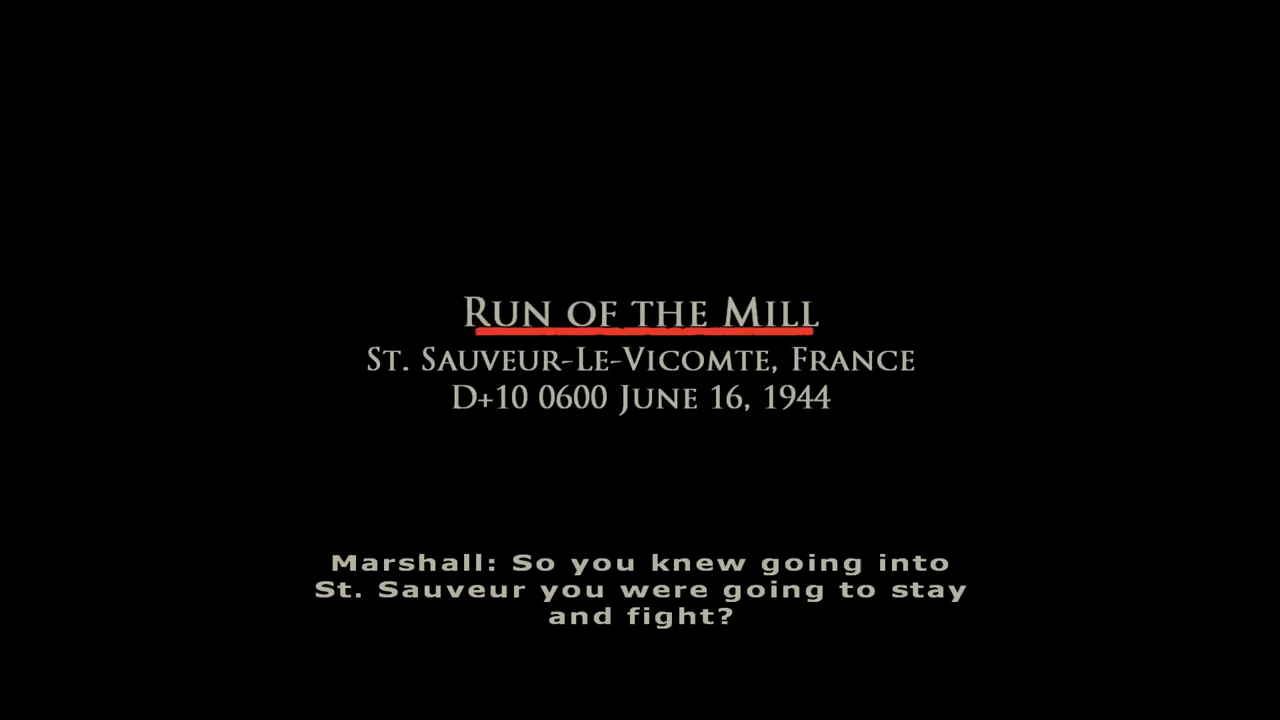 Run of the Mill
St. Sauveur-Le-Vicomte, France
D+10 0600 June 16, 1944
Marshall: So you knew going into
St. Sauveur you were going to stay
and fight?